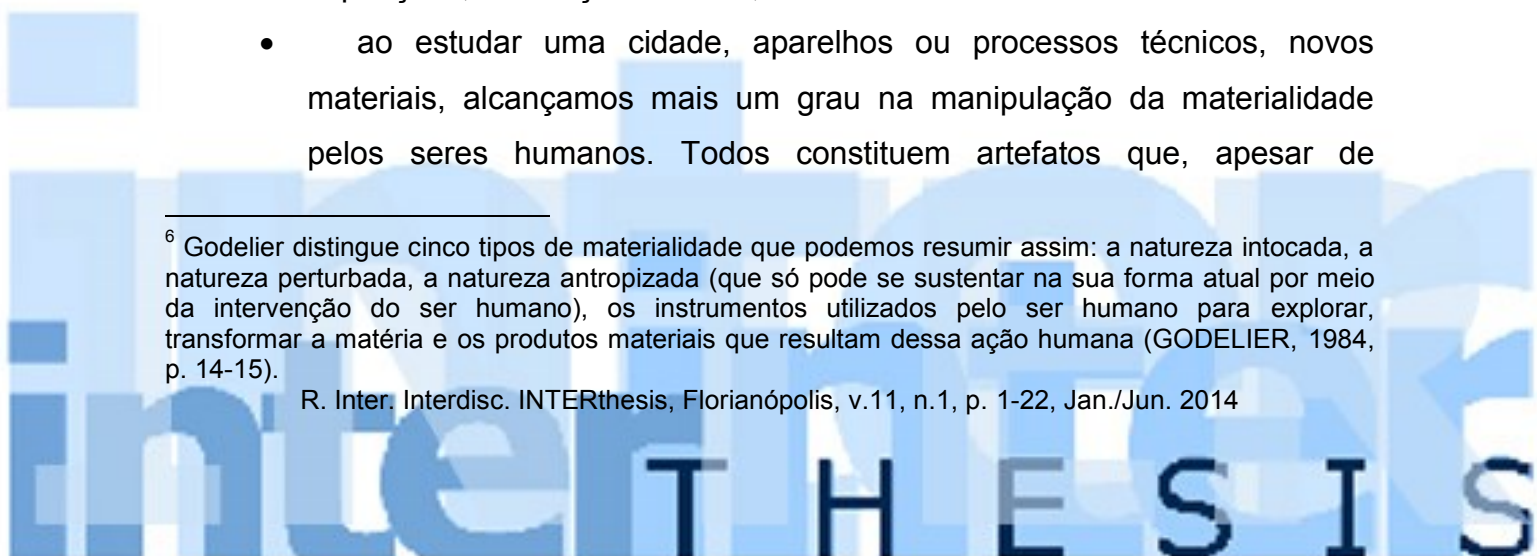 • ao estudar uma cidade, aparelhos ou processos técnicos, novos
materiais, alcançamos mais um grau na manipulação da materialidade
pelos seres humanos. Todos constituem artefatos que, apesar de
6 Godelier distingue cinco tipos de materialidade que podemos resumir assim: a natureza intocada, a
natureza perturbada, a natureza antropizada (que só pode se sustentar na sua forma atual por meio
da intervenção do ser humano), os instrumentos utilizados pelo ser humano para explorar,
transformar a matéria e os produtos materiais que resultam dessa ação humana (GODELIER, 1984,
p. 14-15).
R. Inter. Interdisc. INTERthesis, Florianópolis, v.11, n.1, p. 1-22, Jan./Jun. 2014
inter
THESIS